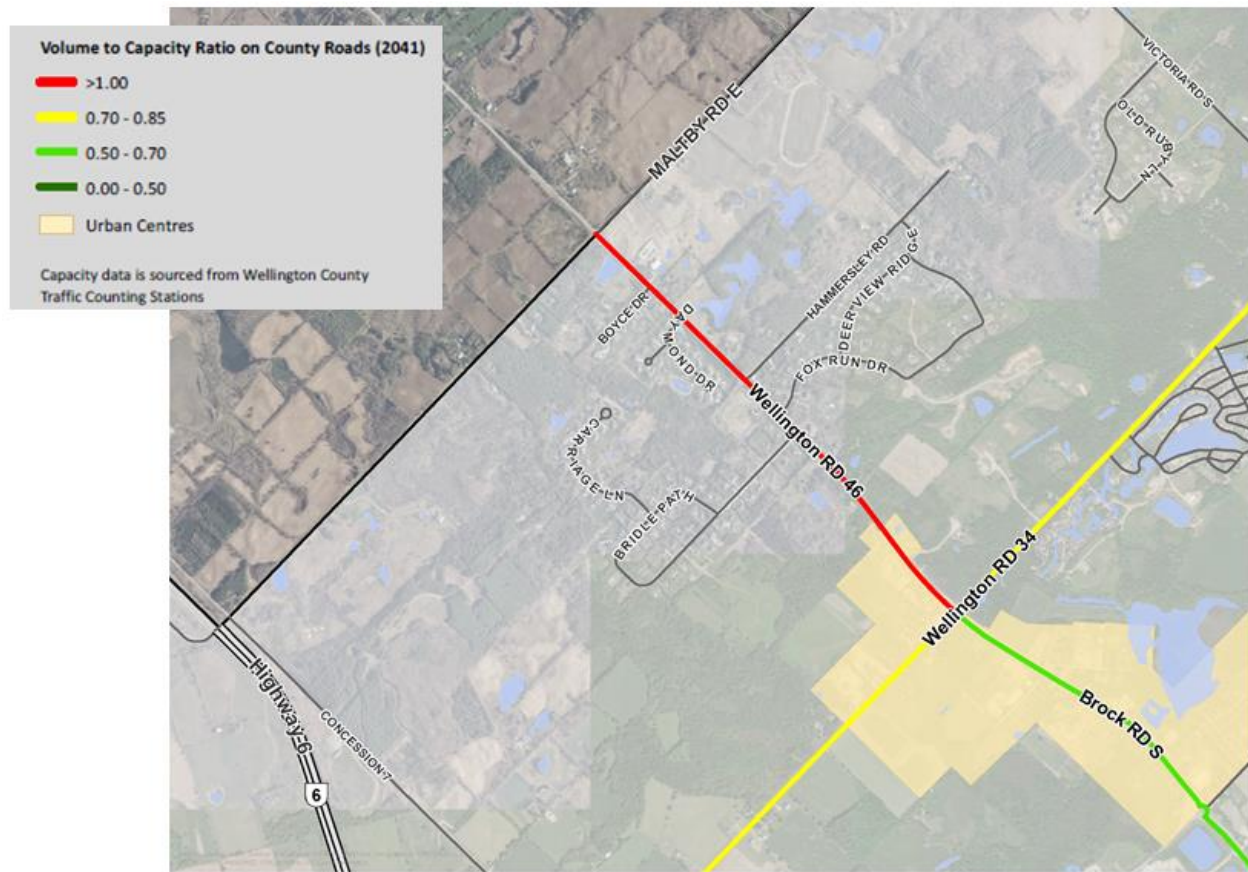 Volume to Capacity Ratio on County Roads (2041)
>1.00
0.70 - 0.85
0.50 - 0.70
0.00 - 0.50
Urban Centres
Capacity data is sourced from Wellington County
Traffic Counting Stations
VICTORIA RD S
OLD RUBY LN
MALTBY RD E
HAMMERSLEY RD
DEER VIEW RIDGE
BOYCE DR
DAYMOND DR
FOX RUN DR
Wellington RD 46
CARRIAGE LN
BRIDLE PATH
Wellington RD 34
Brock RD S
Highway 6
CONCESSION 7
6